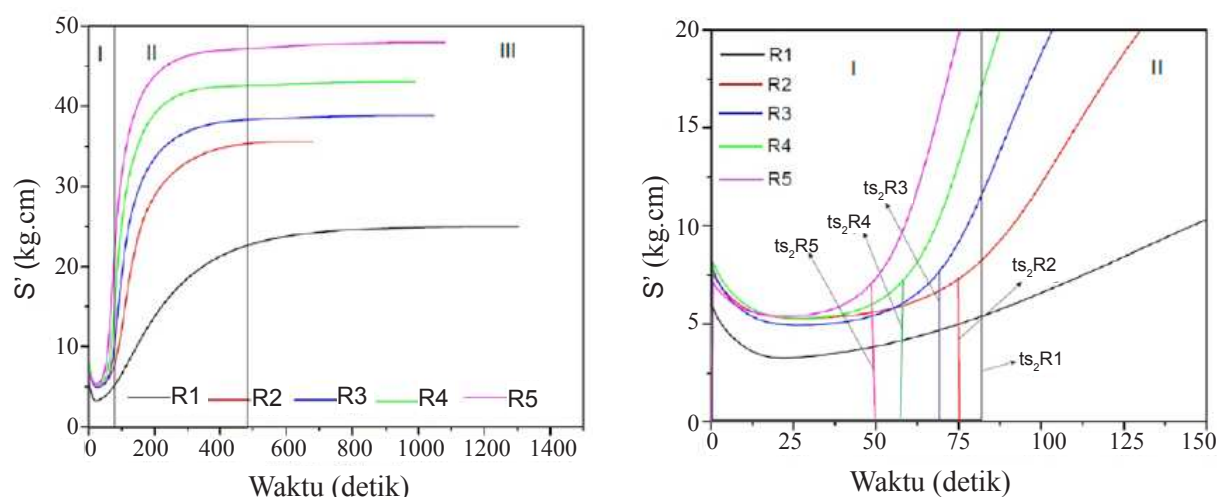 50
40
30
20
10
0
S' (kg.cm)
I
II
III
R1
R2
R3
R4
R5
0
200
400
600
800
1000
1200
1400
Waktu (detik)
20
15
10
5
0
S' (kg.cm)
R1
R2
R3
R4
R5
I
II
ts₂R3
ts₂R4
ts₂R5
ts₂R2
ts₂R1
0
25
50
75
100
125
150
Waktu (detik)